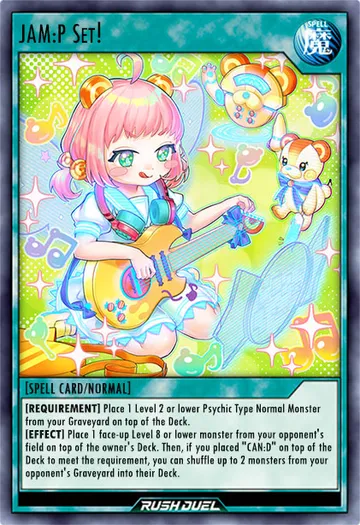 JAM:P Set!
SPELL
魔
[SPELL CARD/NORMAL]
[REQUIREMENT] Place 1 Level 2 or lower Psychic Type Normal Monster
from your Graveyard on top of the Deck.
[EFFECT] Place 1 face-up Level 8 or lower monster from your opponent's
field on top of the owner's Deck. Then, if you placed "CAN:D" on top of the
Deck to meet the requirement, you can shuffle up to 2 monsters from your
opponent's Graveyard into their Deck.
RUSH DUEL